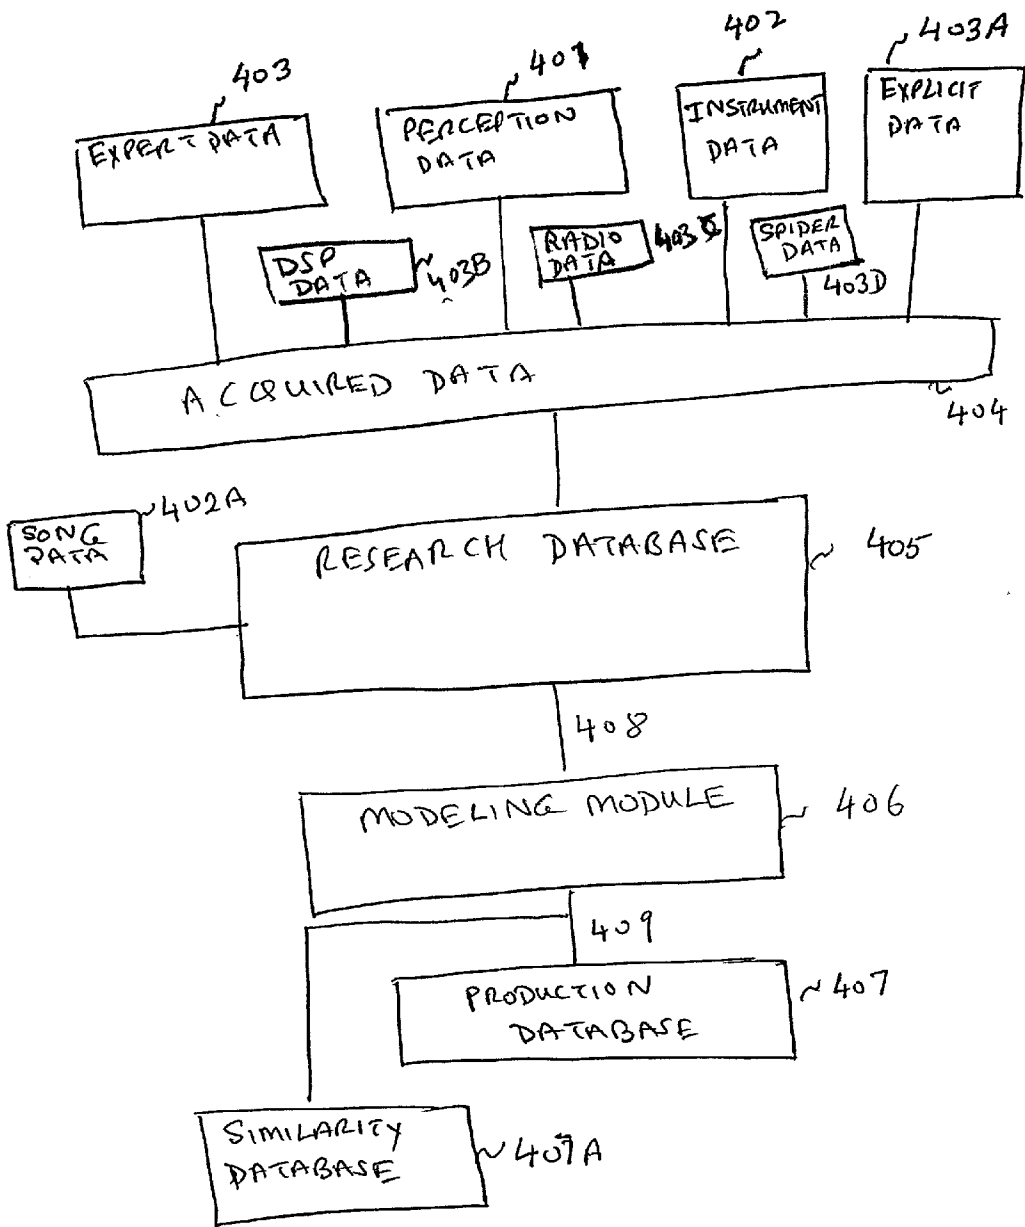 403
401
402
403A
EXPERT DATA
PERCEPTION
DATA
INSTRUMENT
DATA
EXPLICIT
DATA
DSP
DATA
403B
RADIO
DATA
SPIDER
DATA
403D
ACQUIRED DATA
404
SONG
DATA
402A
RESEARCH DATABASE
405
408
MODELING MODULE
406
409
PRODUCTION
DATABASE
407
SIMILARITY
DATABASE
407A